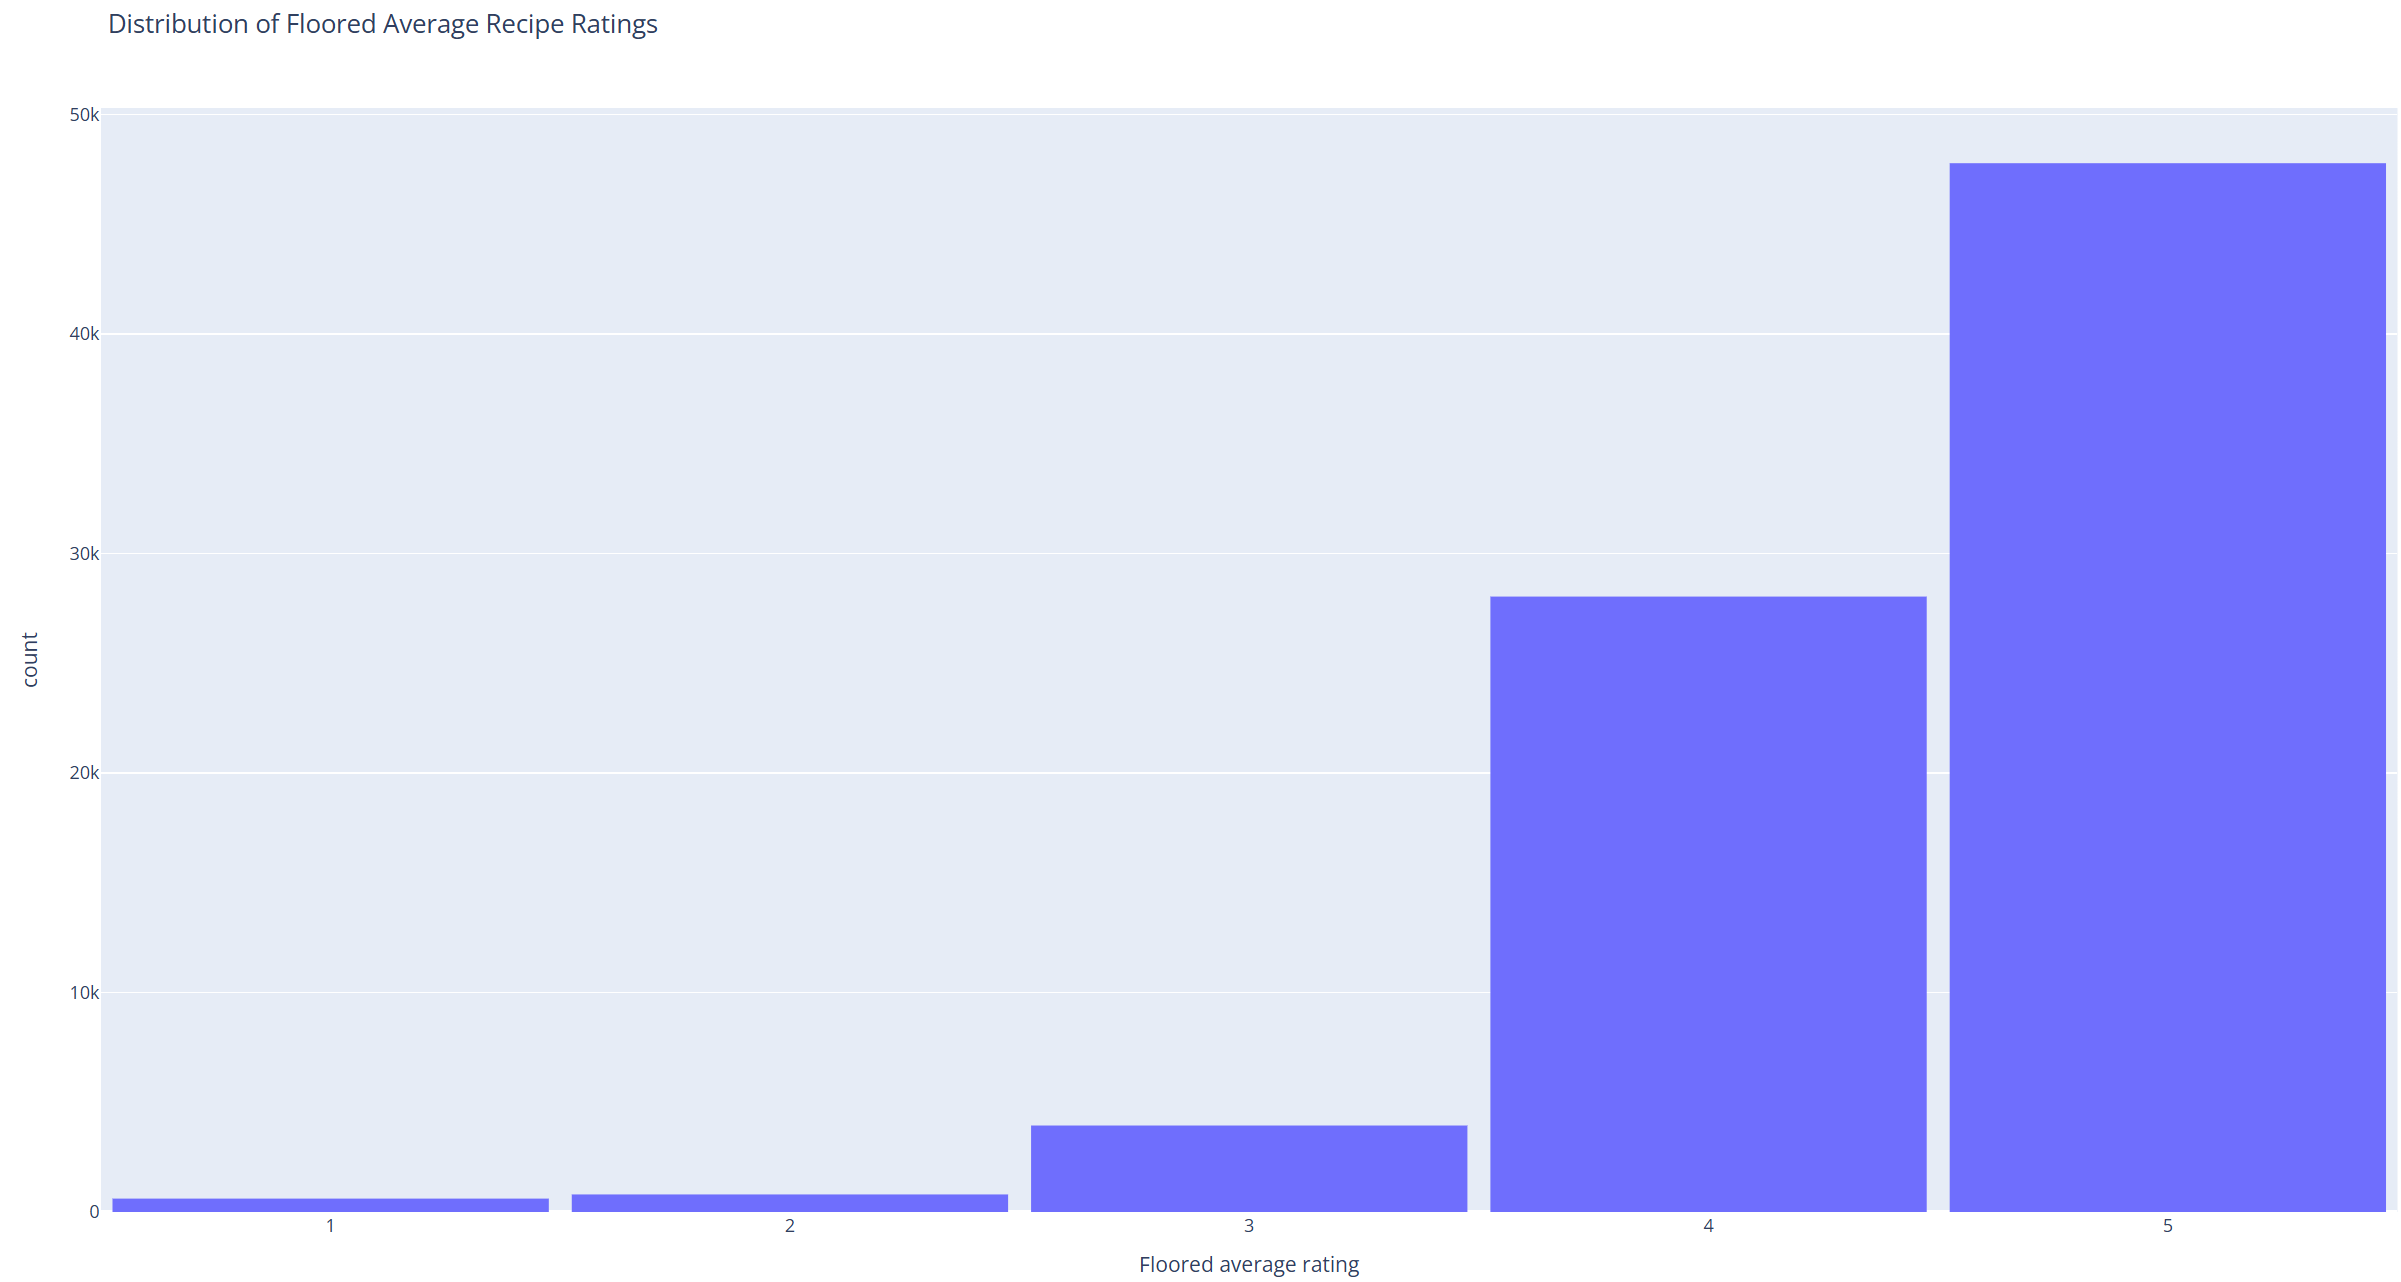 Distribution of Floored Average Recipe Ratings
50k
40k
30k
20k
10k
0
count
1 2 3 4 5
Floored average rating